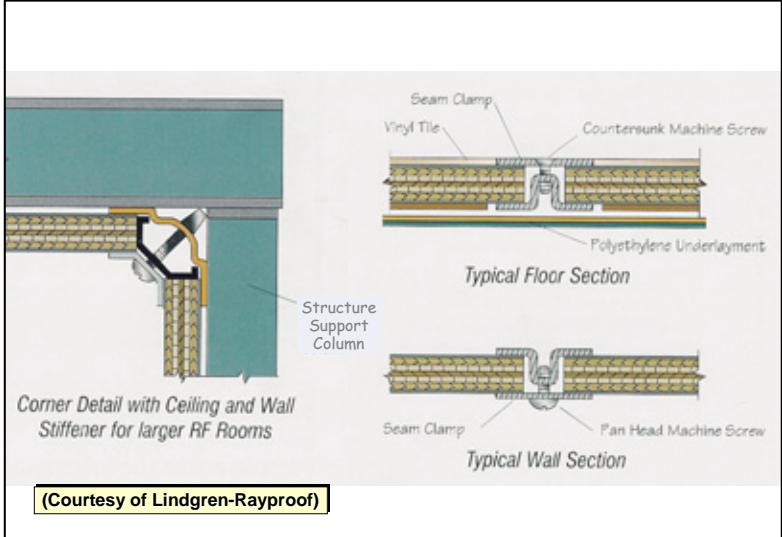 Seam Clamp
Vinyl Tile
Countersunk Machine Screw
Polyethylene Underlayment
Typical Floor Section
Structure
Support
Column
Corner Detail with Ceiling and Wall
Stiffener for larger RF Rooms
Seam Clamp
Pan Head Machine Screw
Typical Wall Section
(Courtesy of Lindgren-Rayproof)